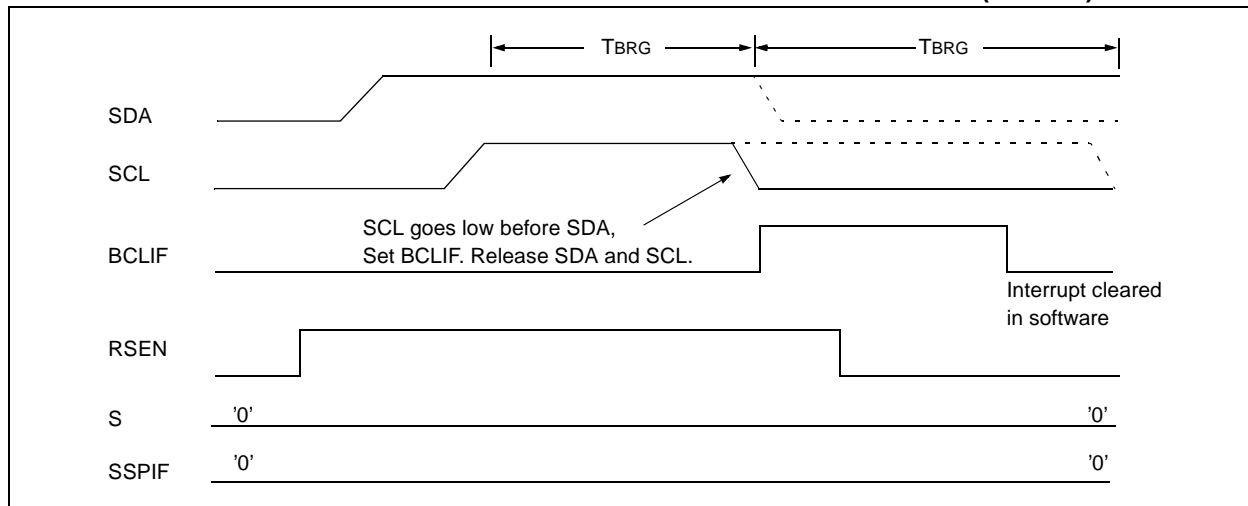 TBRG TBRG
SDA
SCL
SCL goes low before SDA,
Set BCLIF. Release SDA and SCL.
BCLIF
Interrupt cleared
in software
RSEN
S '0' '0'
SSPIF '0' '0'